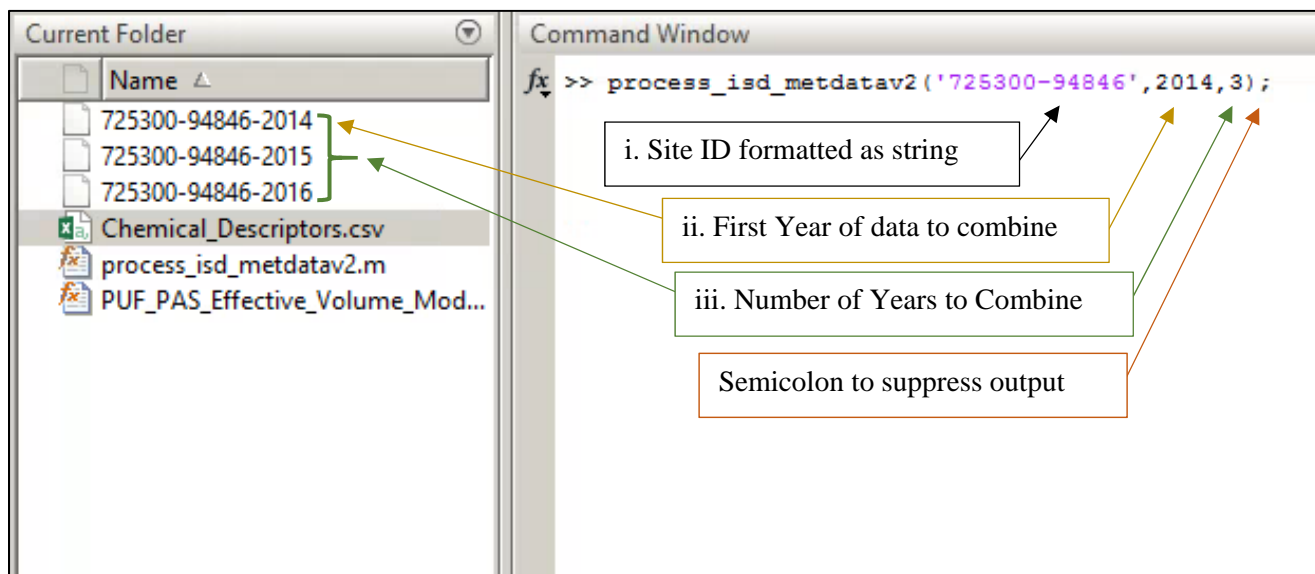 Current Folder
Name
725300-94846-2014
725300-94846-2015
725300-94846-2016
Chemical_Descriptors.csv
process_isd_metdatav2.m
PUF_PAS_Effective_Volume_Mod...
Command Window
fx >> process_isd_metdatav2('725300-94846',2014,3);
i. Site ID formatted as string
ii. First Year of data to combine
iii. Number of Years to Combine
Semicolon to suppress output